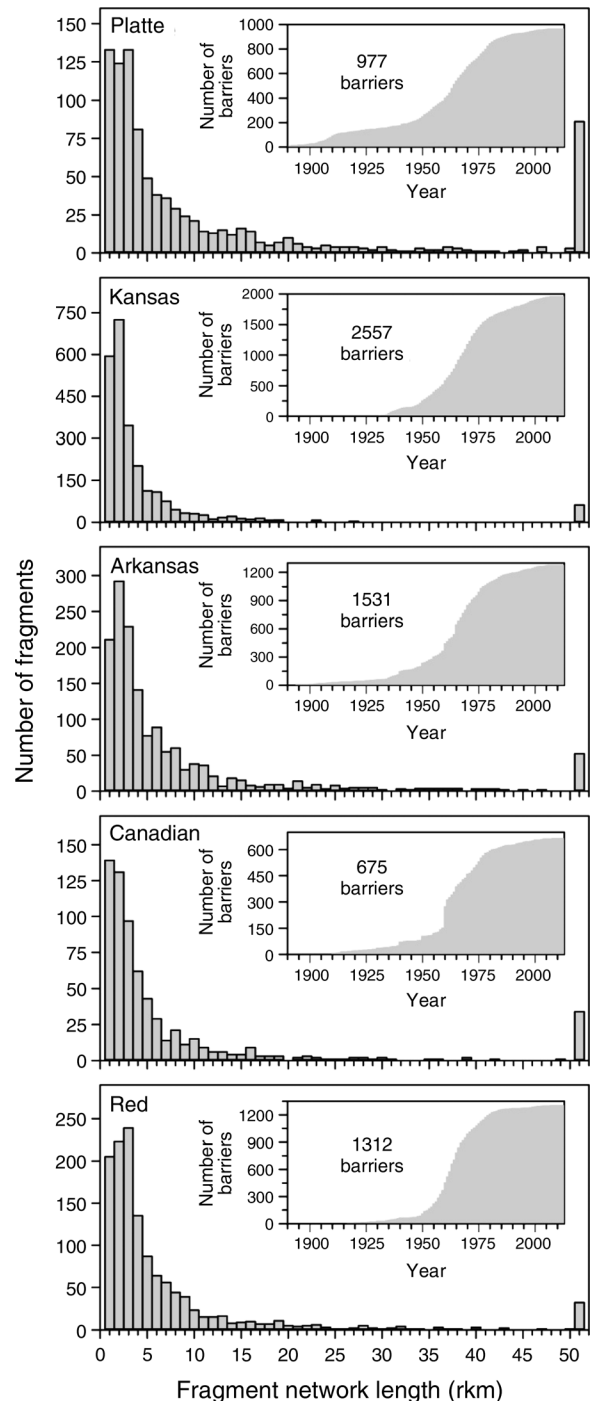 Number of fragments
Platte
150
125
100
75
50
25
0
Number of
barriers
1000
800
600
400
200
0
977
barriers
1900 1925 1950 1975 2000
Year
Kansas
750
600
450
300
150
0
Number of
barriers
2000
1500
1000
500
0
2557
barriers
1900 1925 1950 1975 2000
Year
Arkansas
300
250
200
150
100
50
0
Number of
barriers
1200
900
600
300
0
1531
barriers
1900 1925 1950 1975 2000
Year
Canadian
150
125
100
75
50
25
0
Number of
barriers
600
450
300
150
0
675
barriers
1900 1925 1950 1975 2000
Year
Red
250
200
150
100
50
0
Number of
barriers
1200
900
600
300
0
1312
barriers
1900 1925 1950 1975 2000
Year
0 5 10 15 20 25 30 35 40 45 50
Fragment network length (rkm)